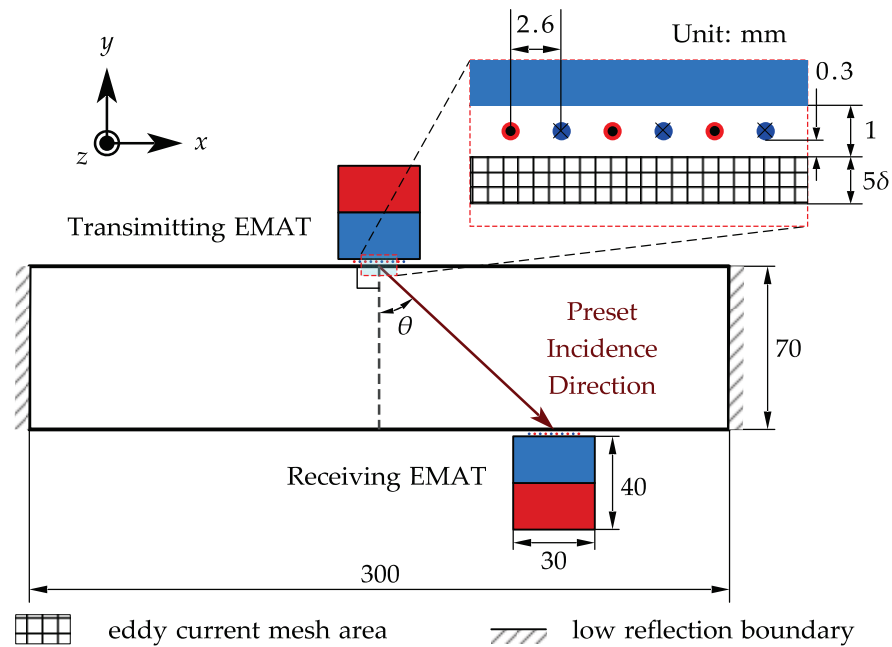 2.6
Unit: mm
0.3
y
x
z
1
5δ
Transimitting EMAT
θ
Preset
Incidence
Direction
70
Receiving EMAT
40
30
300
eddy current mesh area
low reflection boundary